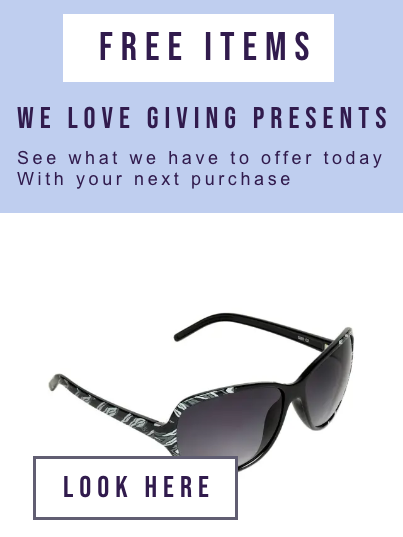 FREE ITEMS
WE LOVE GIVING PRESENTS
See what we have to offer today
With your next purchase
LOOK HERE